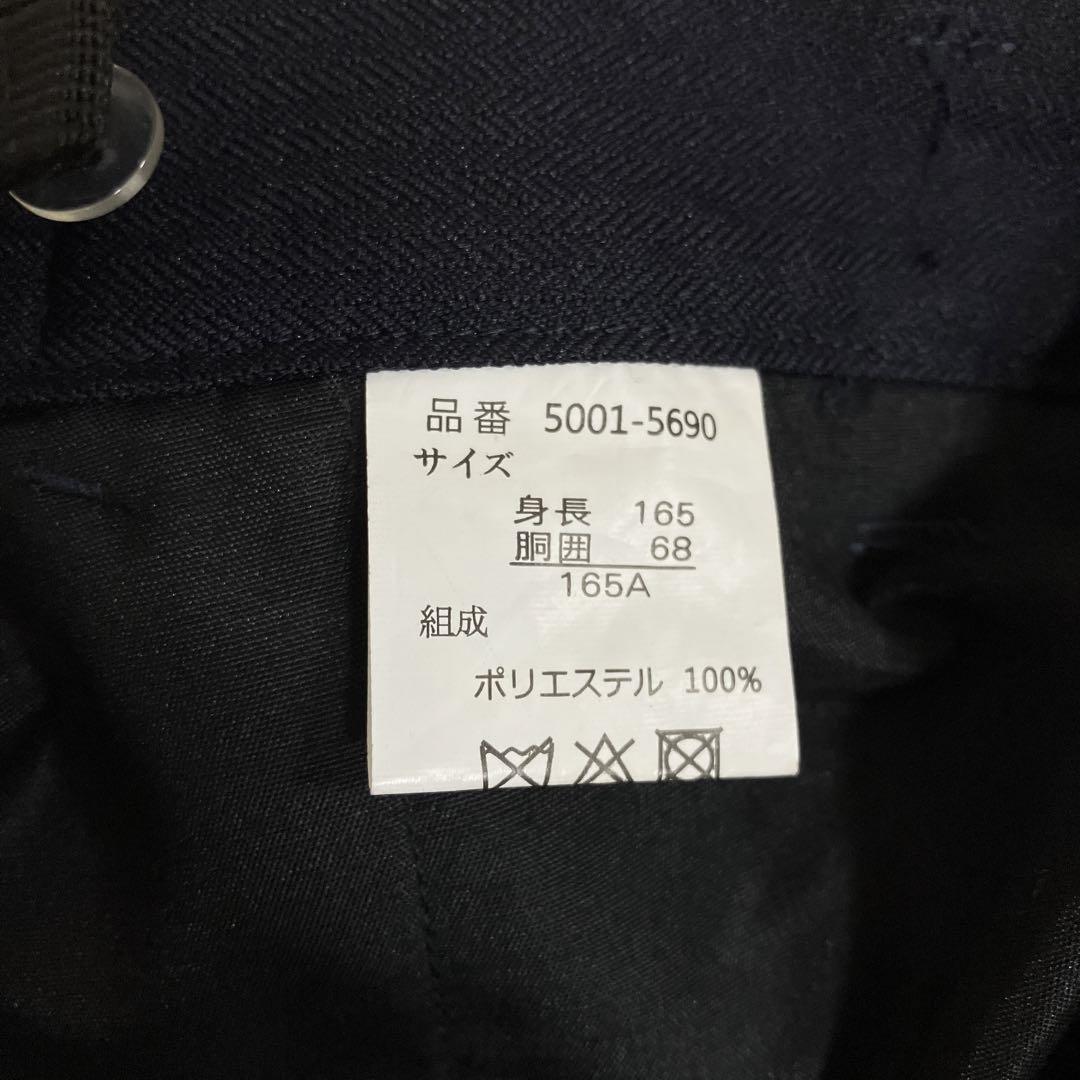 品番 5001-5690
サイズ
身長 165
胴囲 68
165A
組成
ポリエステル 100%